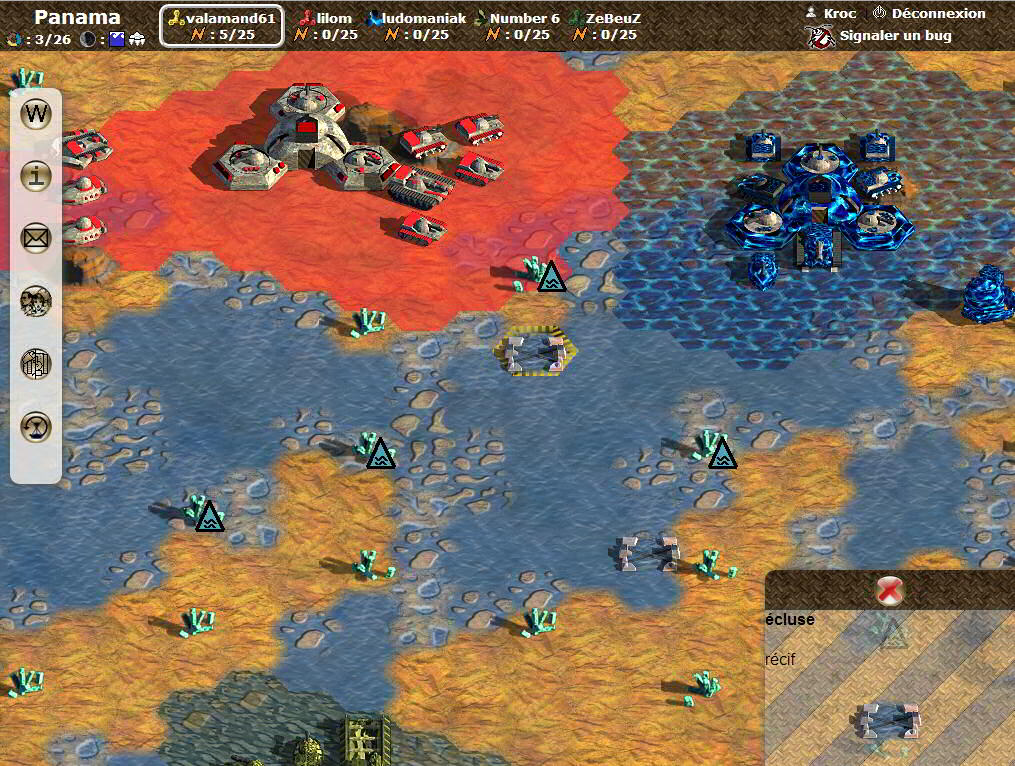 Panama
: 3/26 :
valamand61
: 5/25
lilom
: 0/25
ludomaniak
: 0/25
Number 6
: 0/25
ZeBeuZ
: 0/25
Kroc
Déconnexion
Signaler un bug
W
i
écluse
récif